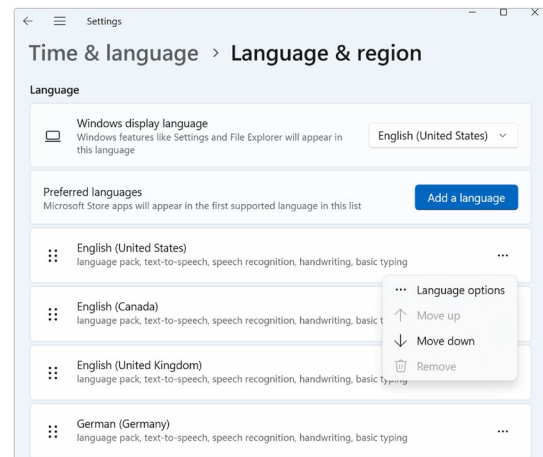 Settings
Time & language > Language & region
Language
Windows display language
Windows features like Settings and File Explorer will appear in
this language
English (United States)
Preferred languages
Microsoft Store apps will appear in the first supported language in this list
Add a language
English (United States)
language pack, text-to-speech, speech recognition, handwriting, basic typing
Language options
Move up
Move down
Remove
English (Canada)
language pack, text-to-speech, speech recognition, handwriting, basic
English (United Kingdom)
language pack, text-to-speech, speech recognition, handwriting, basic typing
German (Germany)
language pack, text-to-speech, speech recognition, handwriting, basic typing